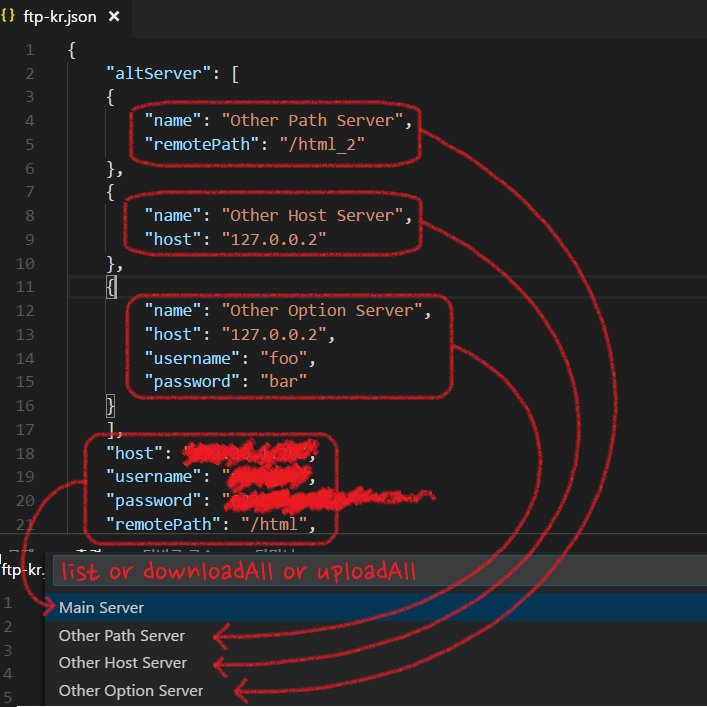 {} ftp-kr.json ×
1 {
2 "altServer": [
3 {
4 "name": "Other Path Server",
5 "remotePath": "/html_2"
6 },
7 {
8 "name": "Other Host Server",
9 "host": "127.0.0.2"
10 },
11 {
12 "name": "Other Option Server",
13 "host": "127.0.0.2",
14 "username": "foo",
15 "password": "bar"
16 }
17 ],
18 "host": ,
19 "username": " ,
20 "password": "
21 "remotePath": "/html",
ftp-kr. list or downloadAll or uploadAll
1 Main Server
2 Other Path Server
3 Other Host Server
4
5 Other Option Server